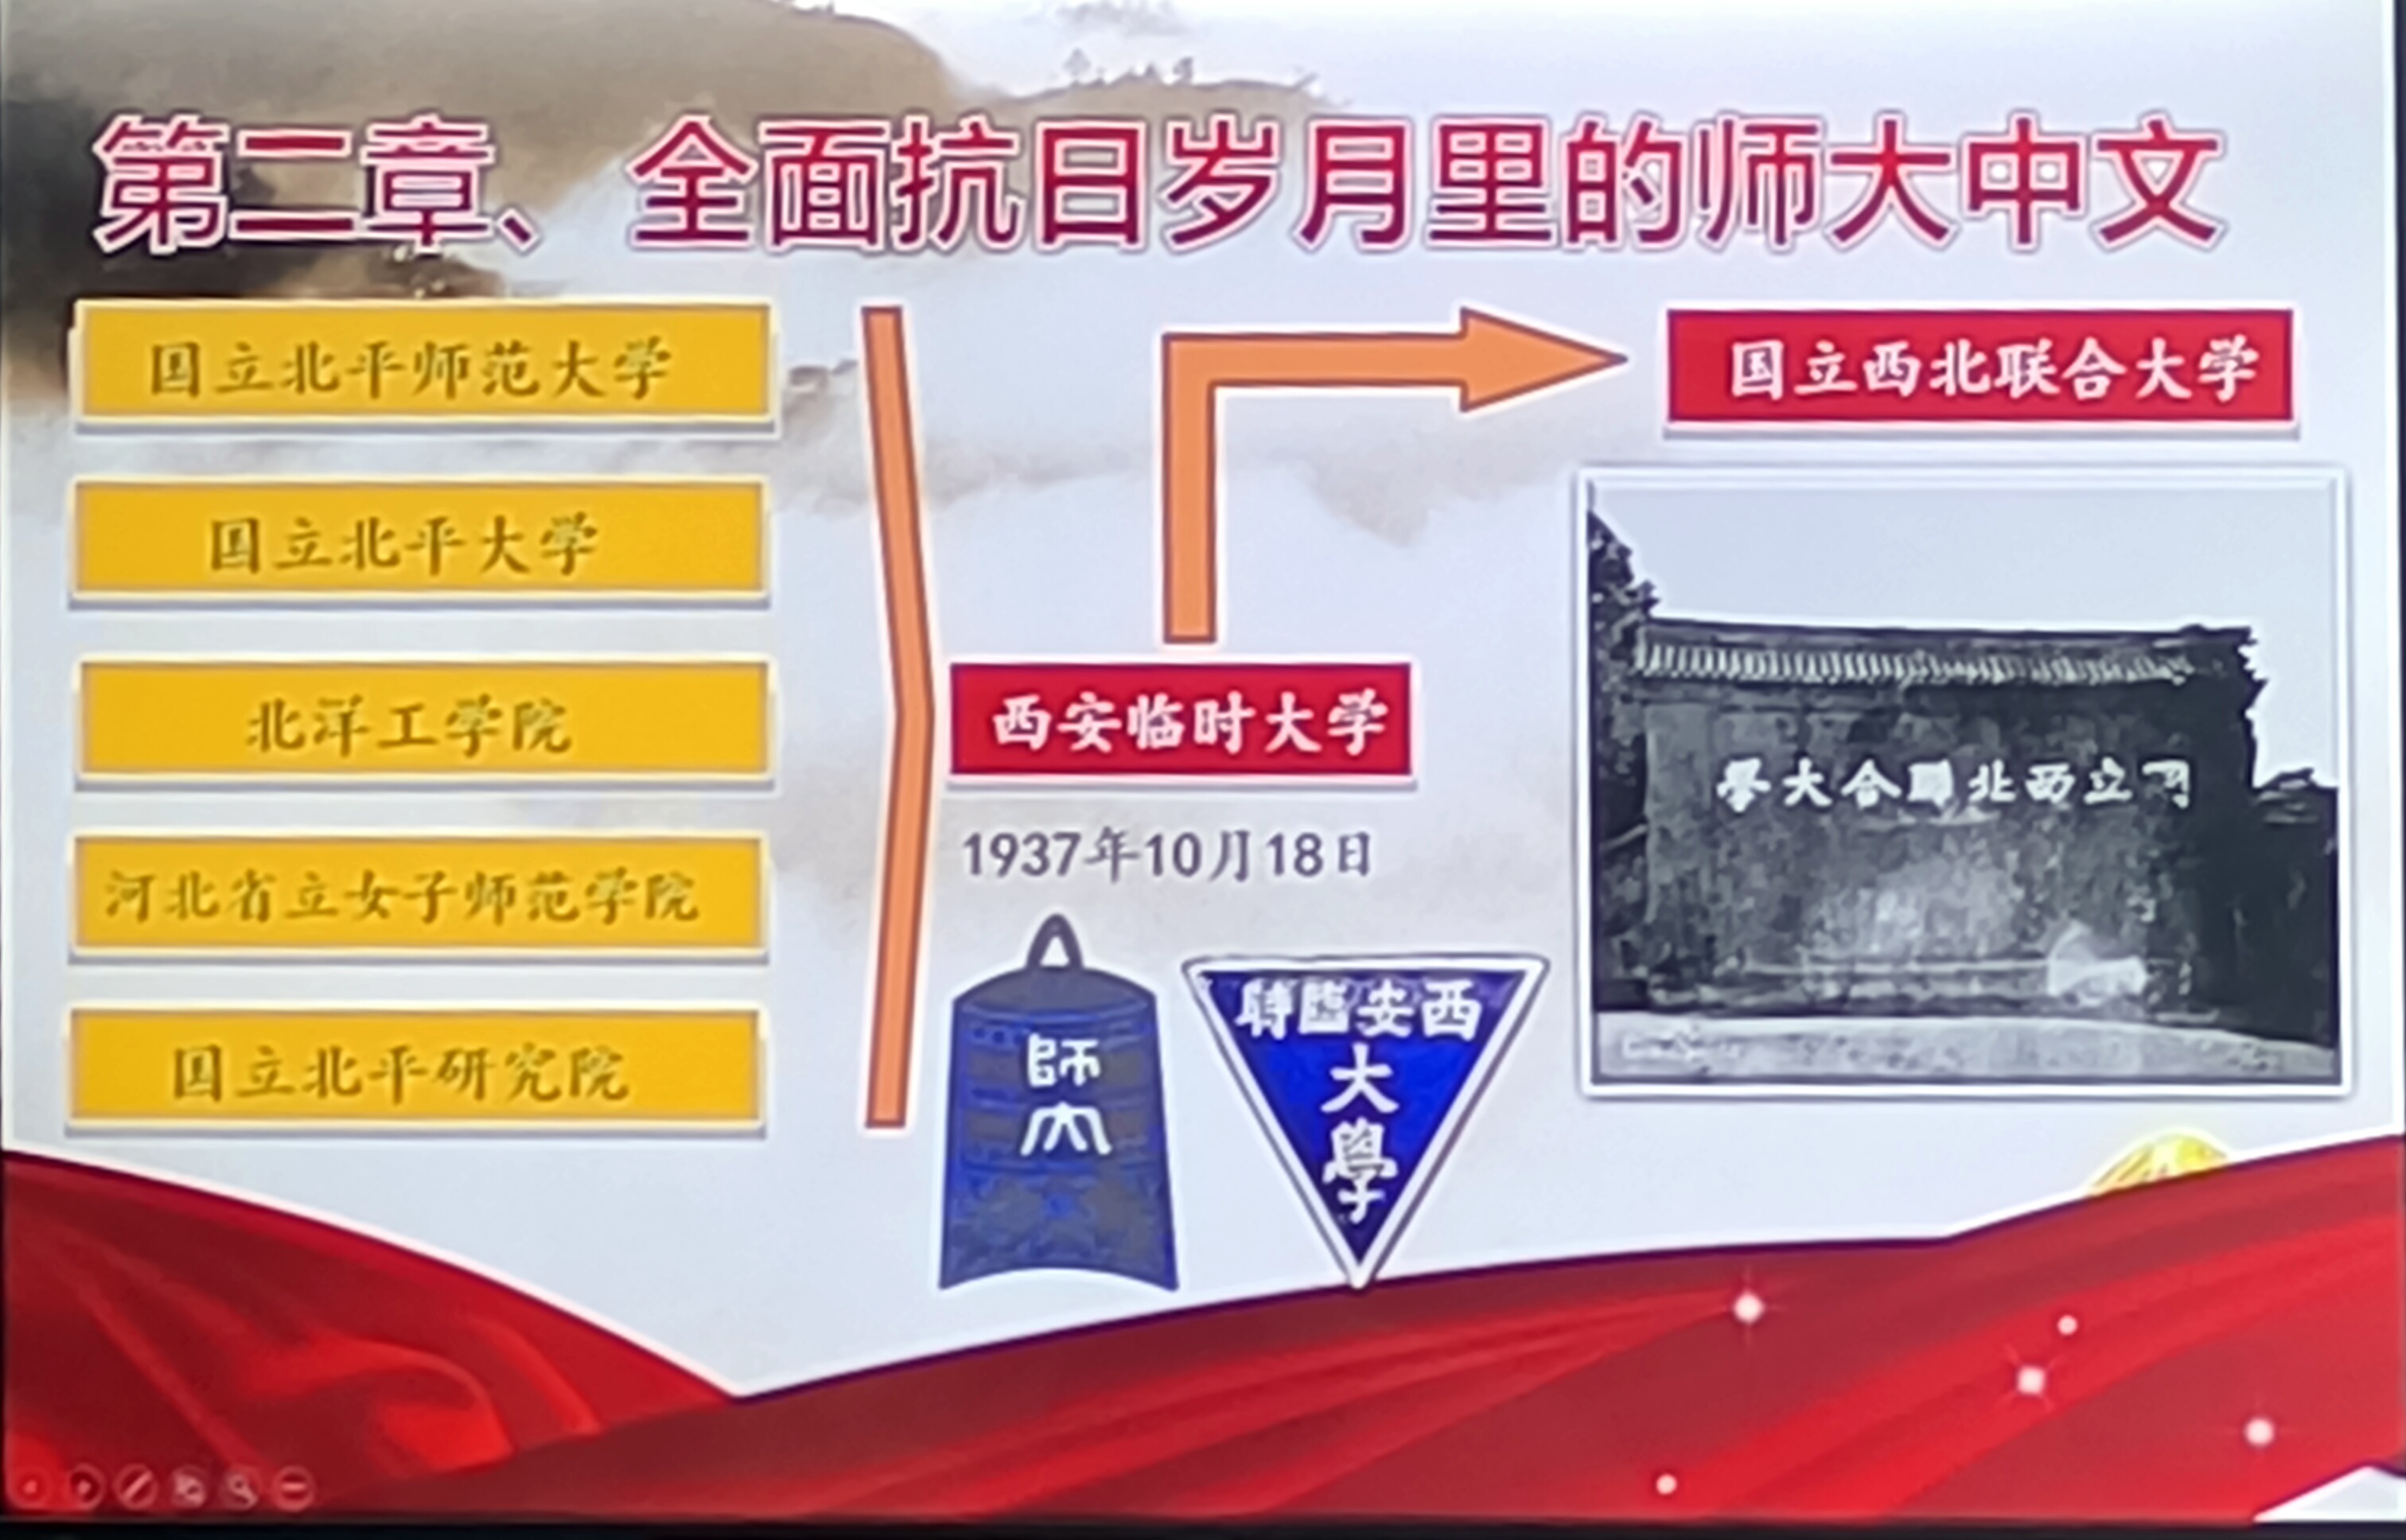 第二章、全面抗日岁月里的师大中文
国立北平师范大学
国立北平大学
北洋工学院
河北省立女子师范学院
国立北平研究院
西安临时大学
1937年10月18日
師大
西安臨時
大學
国立西北联合大学
國立西北聯合大學